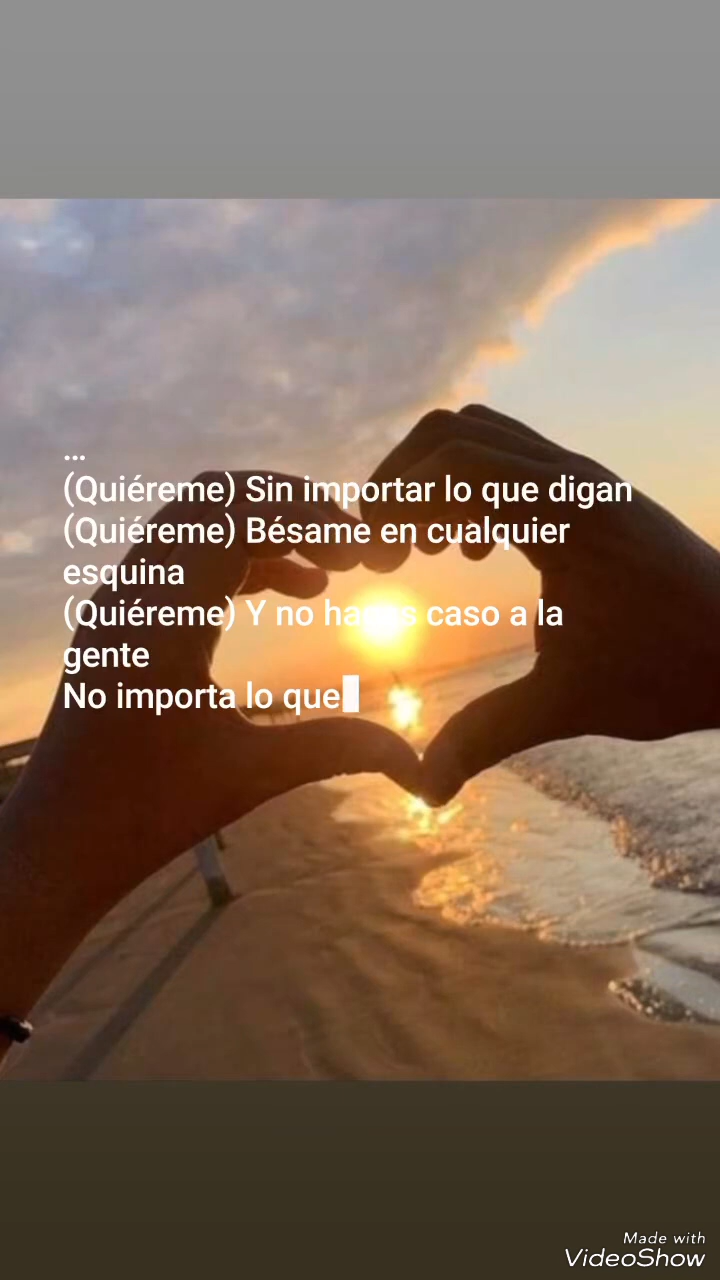 ...
(Quiéreme) Sin importar lo que digan
(Quiéreme) Bésame en cualquier
esquina
(Quiéreme) Y no hagas caso a la
gente
No importa lo que
Made with
VideoShow